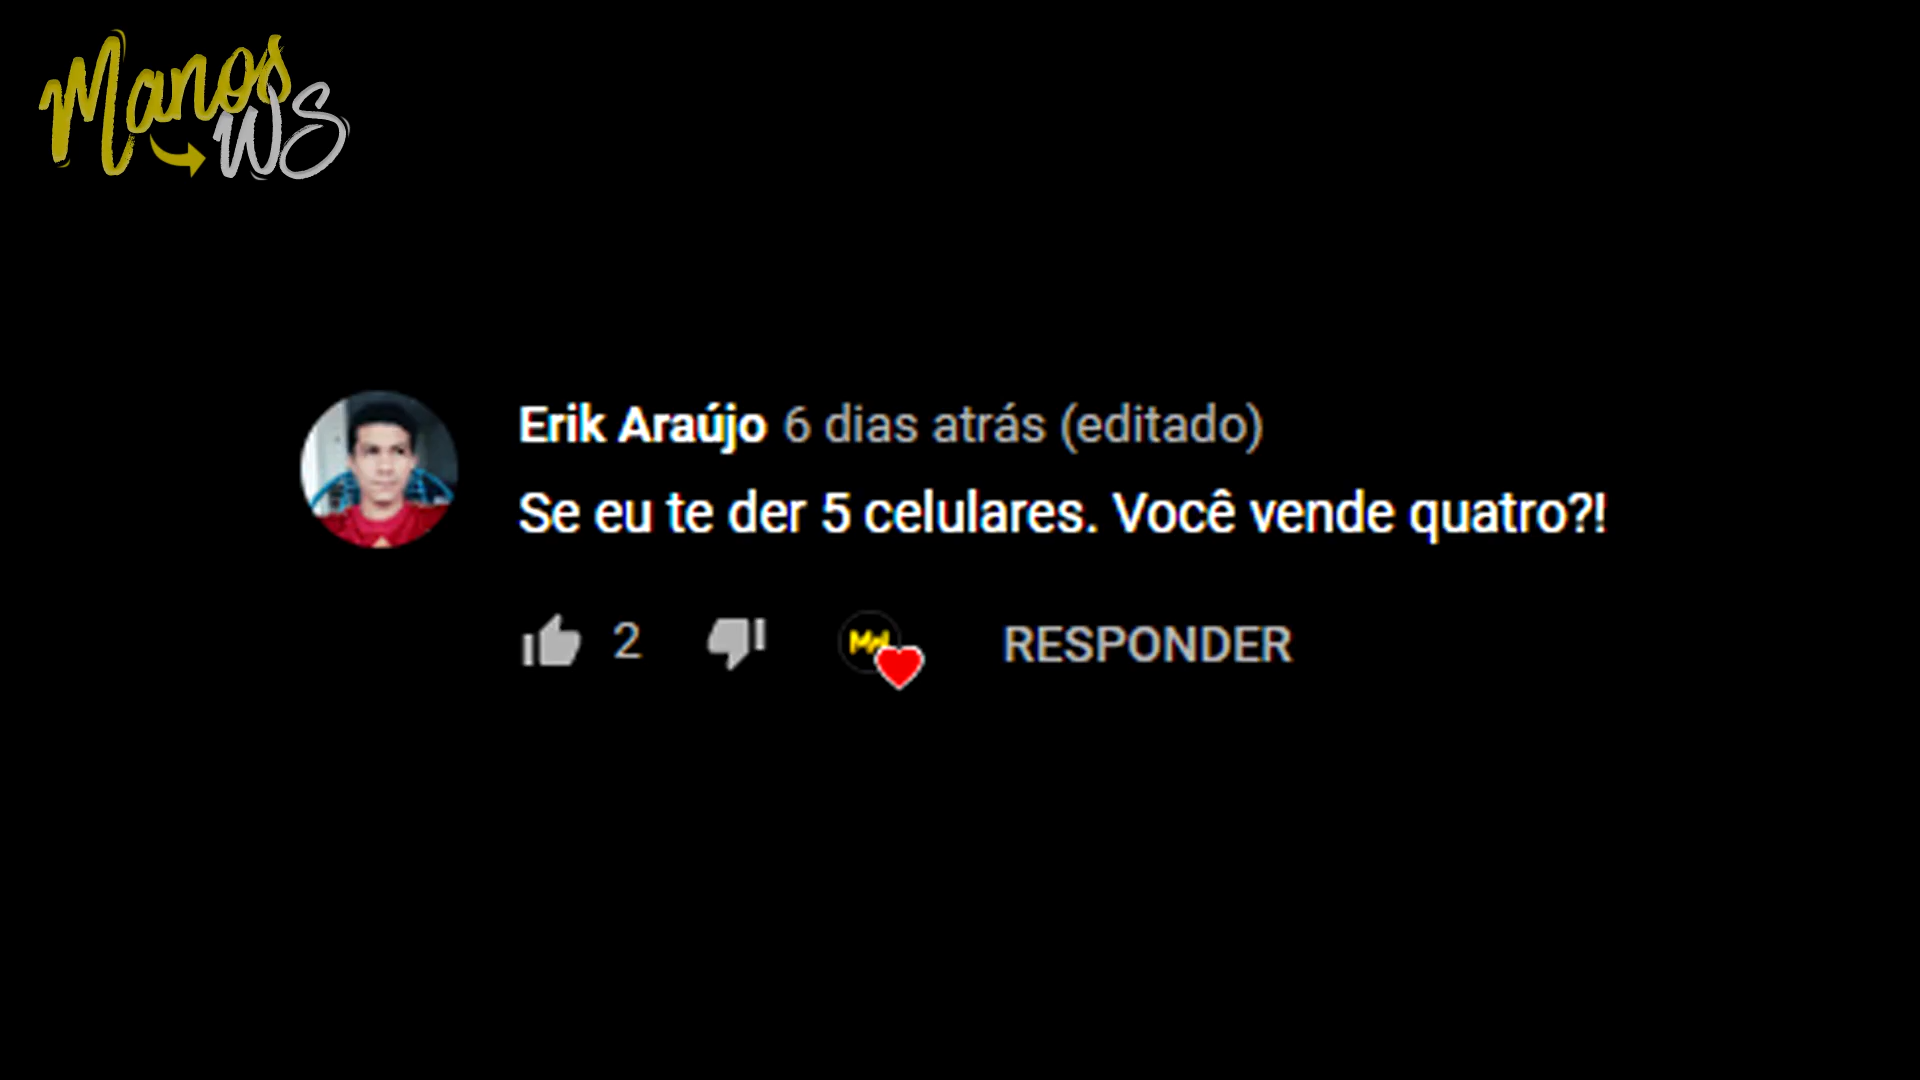 Manos
WS
Erik Araújo 6 dias atrás (editado)
Se eu te der 5 celulares. Você vende quatro?!
2 RESPONDER